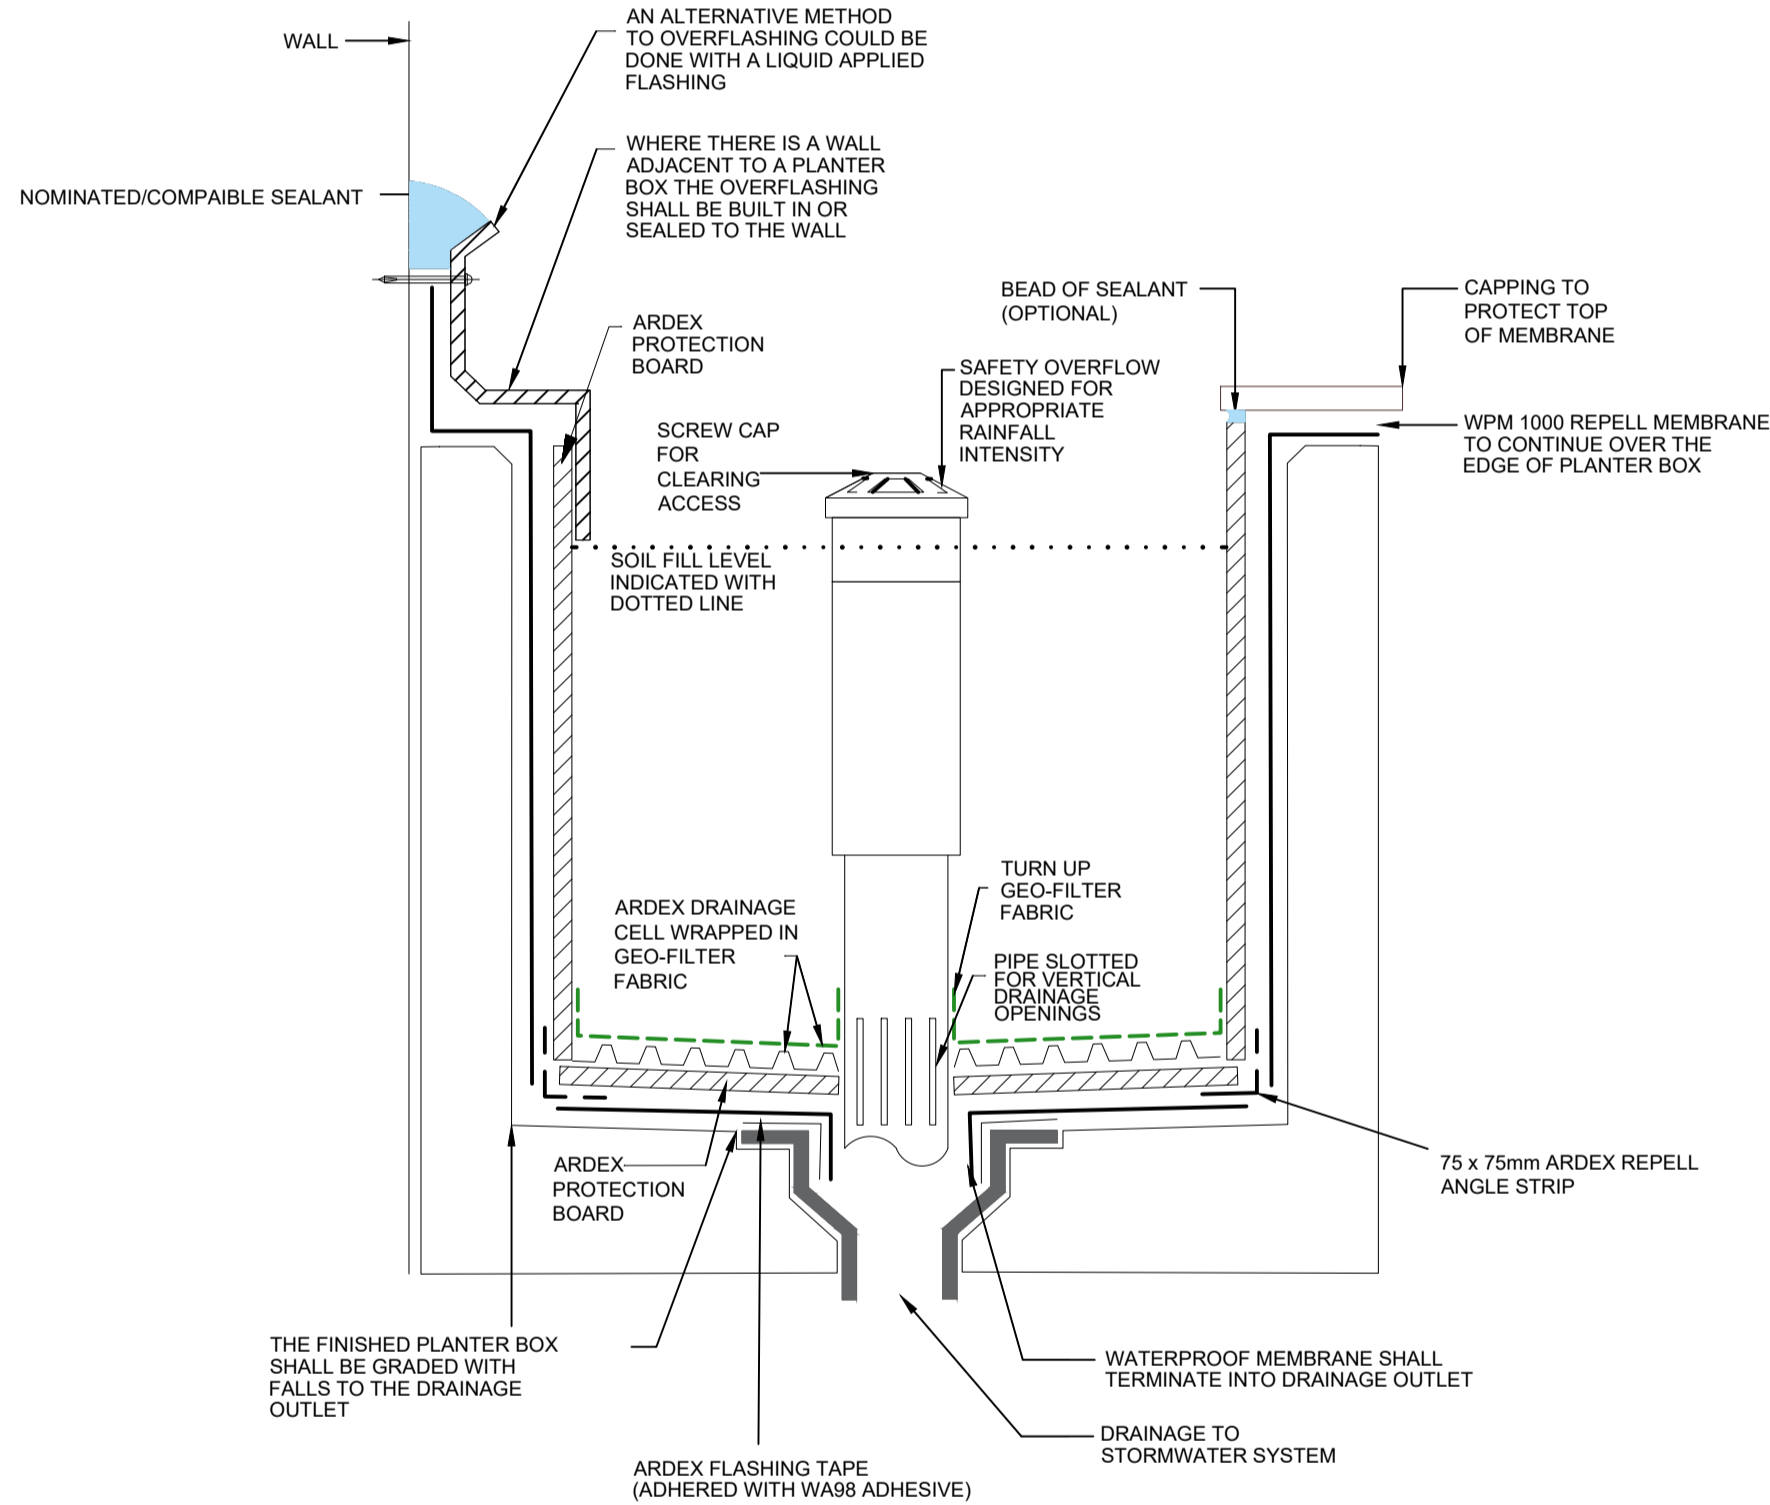 WALL
AN ALTERNATIVE METHOD
TO OVERFLASHING COULD BE
DONE WITH A LIQUID APPLIED
FLASHING
WHERE THERE IS A WALL
ADJACENT TO A PLANTER
BOX THE OVERFLASHING
SHALL BE BUILT IN OR
SEALED TO THE WALL
NOMINATED/COMPAIBLE SEALANT
BEAD OF SEALANT
(OPTIONAL)
CAPPING TO
PROTECT TOP
OF MEMBRANE
ARDEX
PROTECTION
BOARD
SAFETY OVERFLOW
DESIGNED FOR
APPROPRIATE
RAINFALL
INTENSITY
SCREW CAP
FOR
CLEARING
ACCESS
WPM 1000 REPELL MEMBRANE
TO CONTINUE OVER THE
EDGE OF PLANTER BOX
SOIL FILL LEVEL
INDICATED WITH
DOTTED LINE
TURN UP
GEO-FILTER
FABRIC
ARDEX DRAINAGE
CELL WRAPPED IN
GEO-FILTER
FABRIC
PIPE SLOTTED
FOR VERTICAL
DRAINAGE
OPENINGS
ARDEX
PROTECTION
BOARD
75 x 75mm ARDEX REPELL
ANGLE STRIP
THE FINISHED PLANTER BOX
SHALL BE GRADED WITH
FALLS TO THE DRAINAGE
OUTLET
WATERPROOF MEMBRANE SHALL
TERMINATE INTO DRAINAGE OUTLET
DRAINAGE TO
STORMWATER SYSTEM
ARDEX FLASHING TAPE
(ADHERED WITH WA98 ADHESIVE)